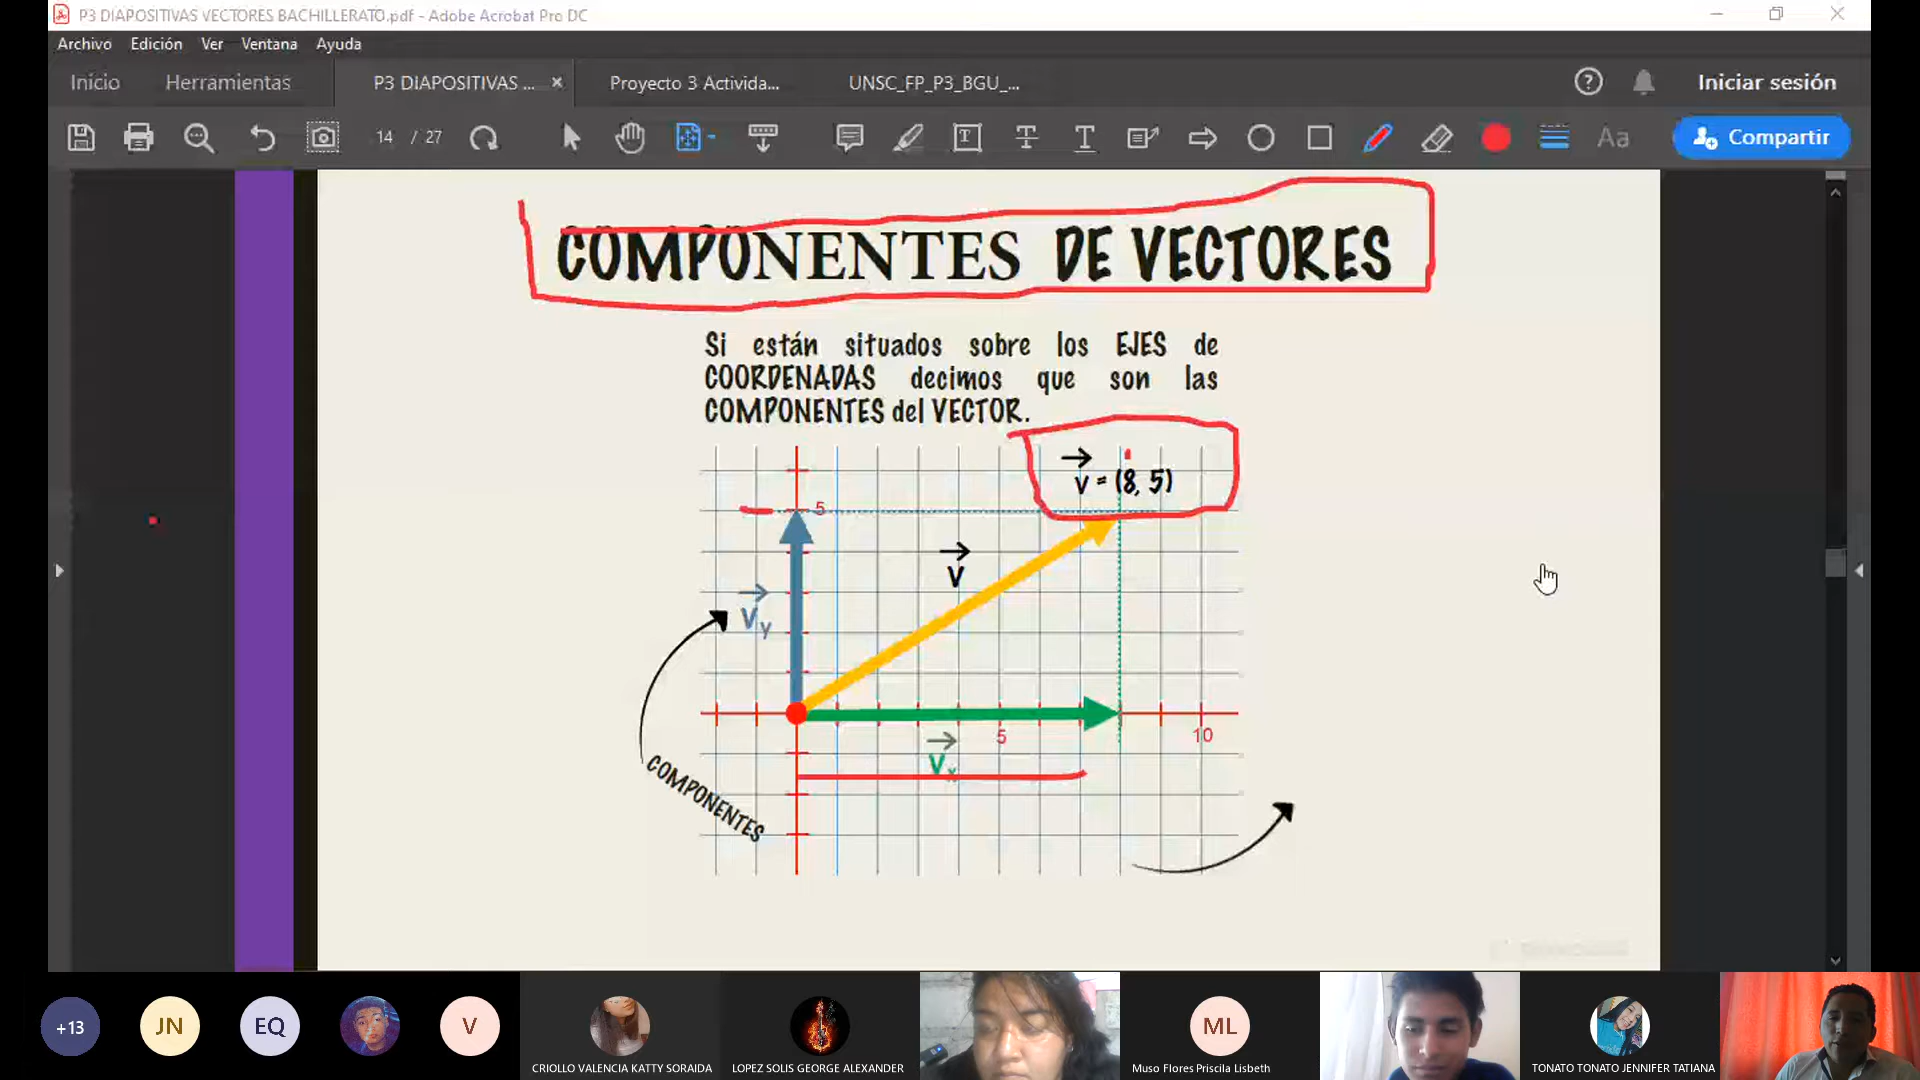 P3 DIAPOSITIVAS VECTORES BACHILLERATO.pdf - Adobe Acrobat Pro DC
Archivo Edición Ver Ventana Ayuda
Inicio Herramientas P3 DIAPOSITIVAS ... × Proyecto 3 Activida... UNSC_FP_P3_BGU_... Iniciar sesión
14 / 27 Aa Compartir
COMPONENTES DE VECTORES
Si están situados sobre los EJES de
COORDENADAS decimos que son las
COMPONENTES del VECTOR.
v = (8, 5)
5
V
Vy
5 10
Vx
COMPONENTES
+13 JN EQ V ML
CRIOLLO VALENCIA KATTY SORAIDA LOPEZ SOLIS GEORGE ALEXANDER Muso Flores Priscila Lisbeth TONATO TONATO JENNIFER TATIANA